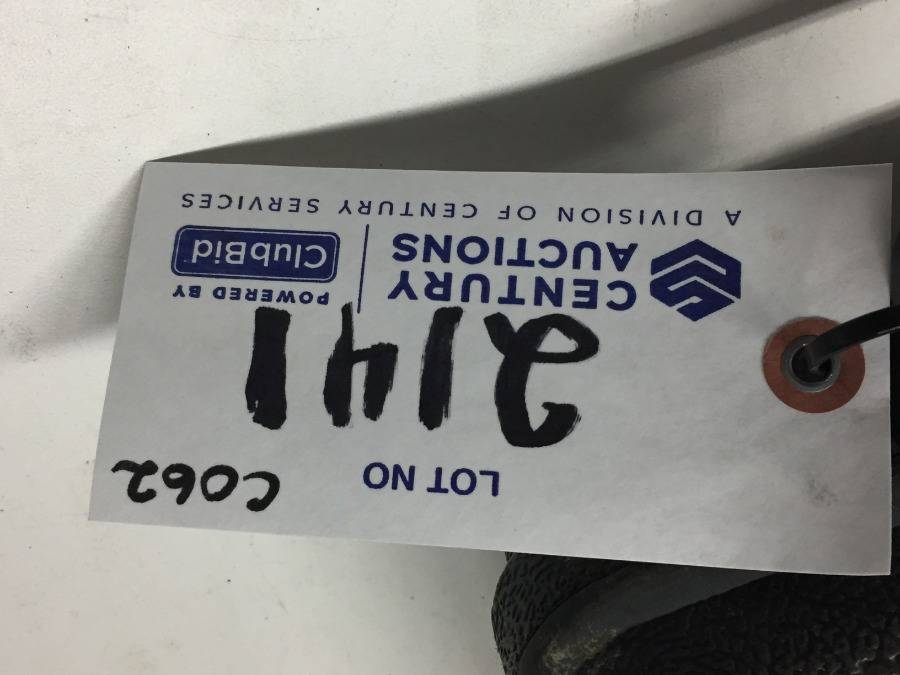 C062
LOT NO
2141
CENTURY
AUCTIONS
POWERED BY
ClubBid
A DIVISION OF CENTURY SERVICES